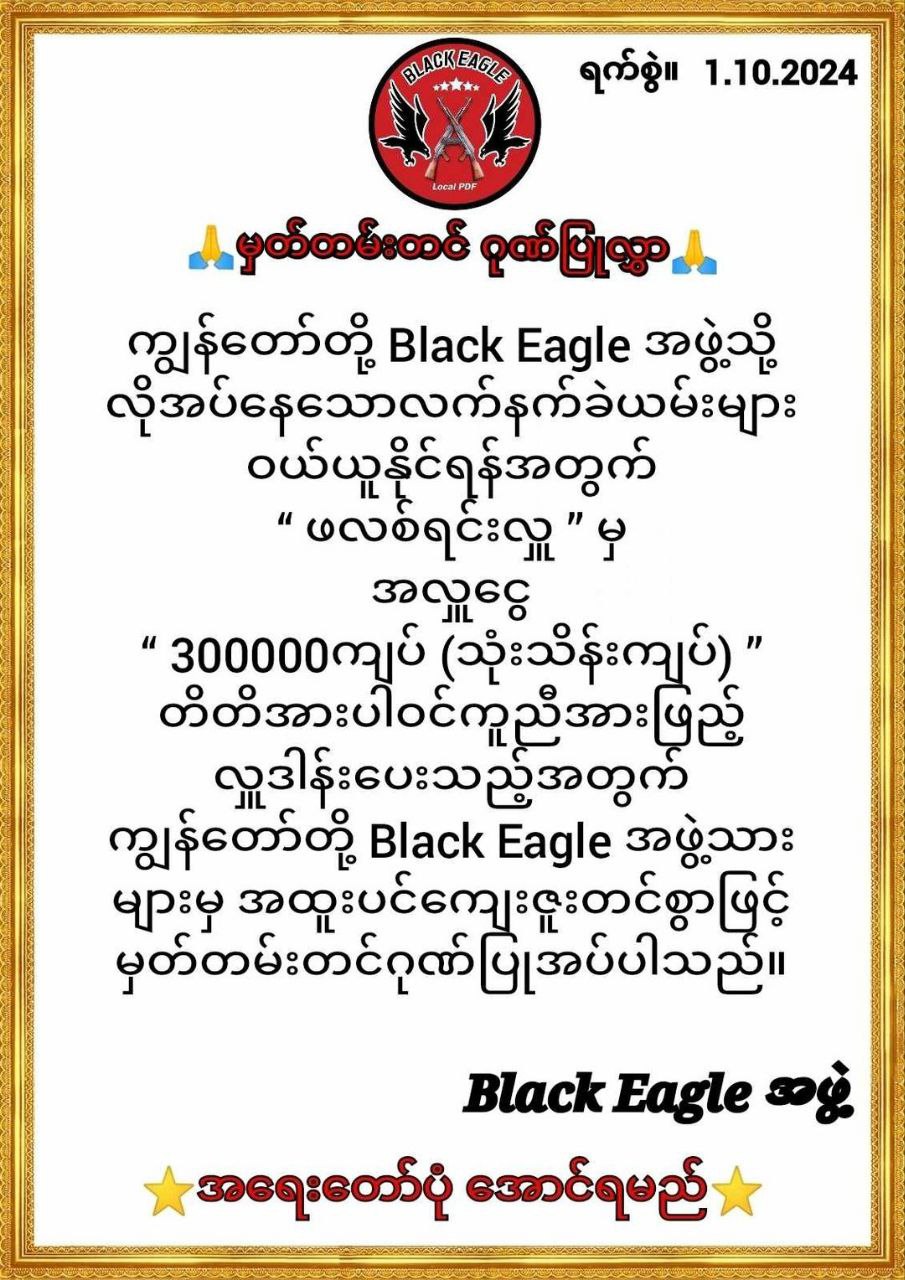 ရက်စွဲ။ 1.10.2024
BLACK EAGLE
Local PDF
🙏မှတ်တမ်းတင် ဂုဏ်ပြုလွှာ🙏
ကျွန်တော်တို့ Black Eagle အဖွဲ့သို့
လိုအပ်နေသောလက်နက်ခဲယမ်းများ
ဝယ်ယူနိုင်ရန်အတွက်
“ ဖလစ်ရင်းလှူ ” မှ
အလှူငွေ
“ 300000ကျပ် (သုံးသိန်းကျပ်) ”
တိတိအားပါဝင်ကူညီအားဖြည့်
လှူဒါန်းပေးသည့်အတွက်
ကျွန်တော်တို့ Black Eagle အဖွဲ့သား
များမှ အထူးပင်ကျေးဇူးတင်စွာဖြင့်
မှတ်တမ်းတင်ဂုဏ်ပြုအပ်ပါသည်။
Black Eagle အဖွဲ့
⭐အရေးတော်ပုံ အောင်ရမည်⭐